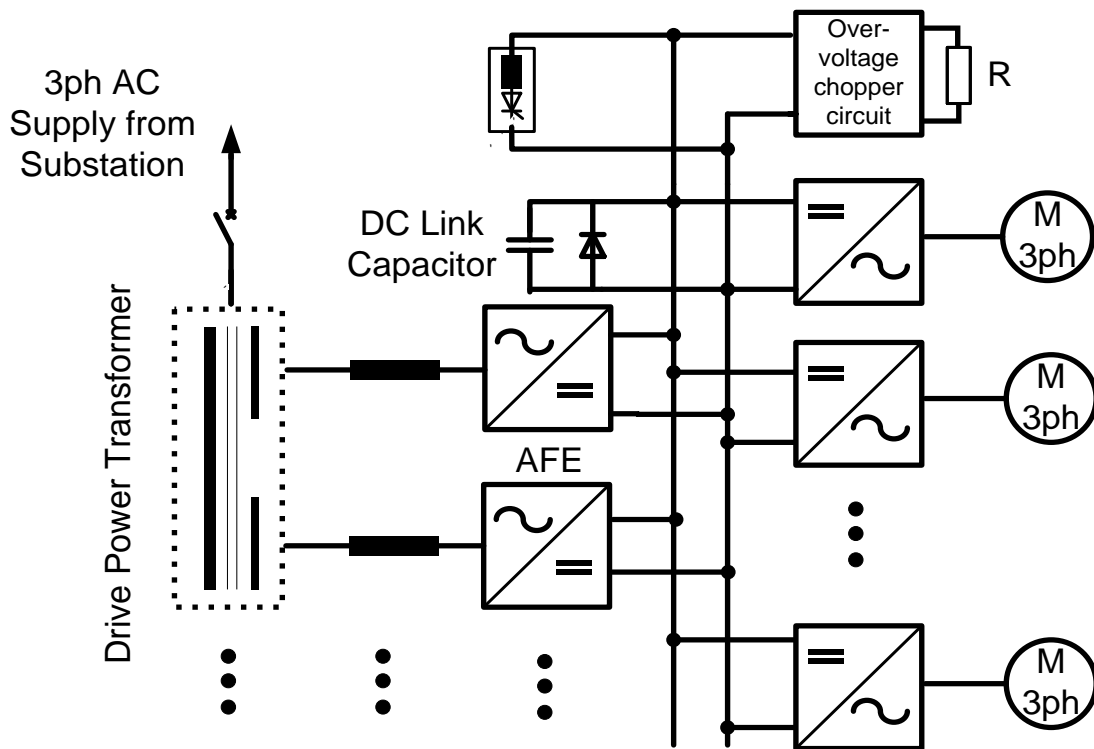 3ph AC
Supply from
Substation
Over-
voltage
chopper
circuit
R
DC Link
Capacitor
M
3ph
Drive Power Transformer
M
3ph
AFE
M
3ph